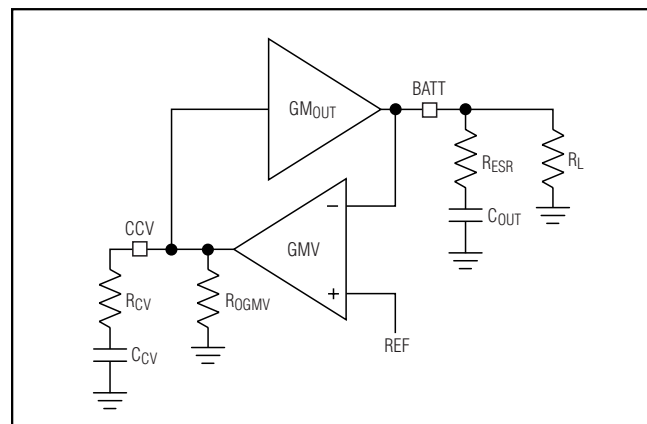 GMOUT
BATT
RESR
RL
COUT
CCV
GMV
−
+
RCV
ROGMV
CCV
REF